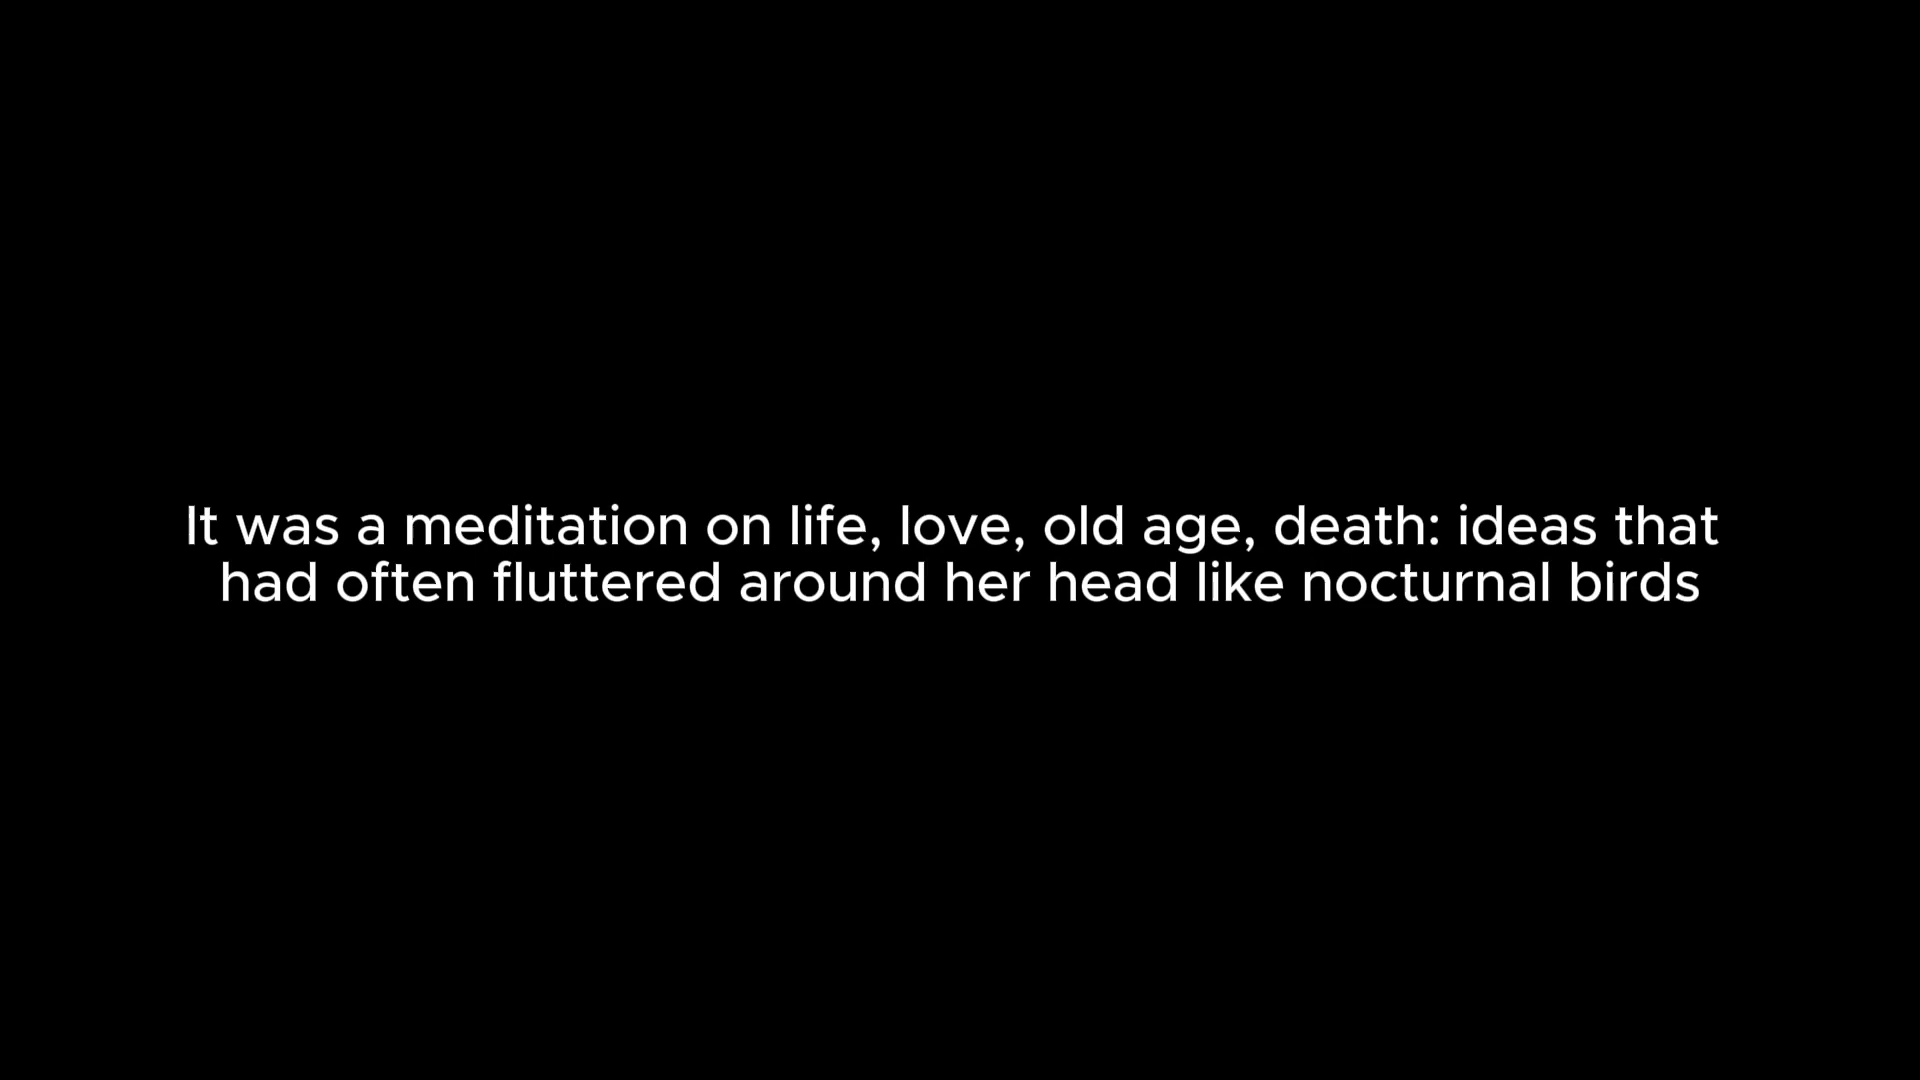 It was a meditation on life, love, old age, death: ideas that
had often fluttered around her head like nocturnal birds